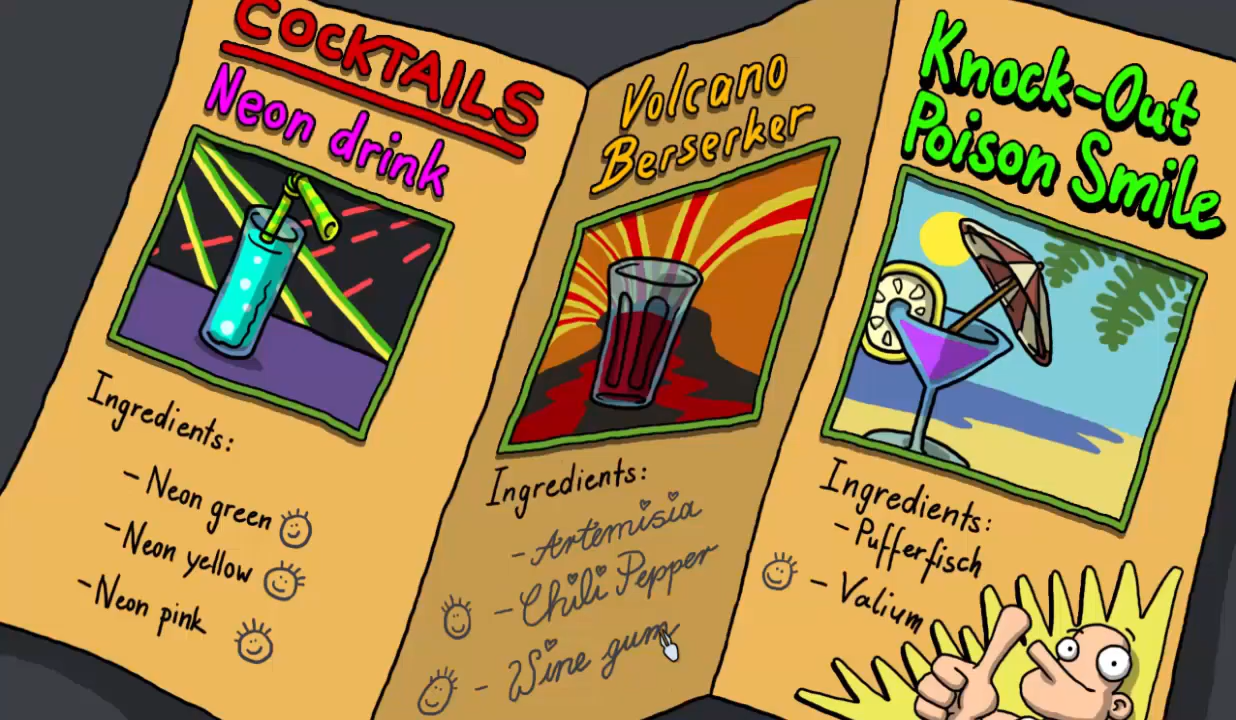 COCKTAILS
Neon drink
Ingredients:
- Neon green
- Neon yellow
- Neon pink
Volcano
Berserker
Ingredients:
- Artemisia
- Chili Pepper
- Wine gum
Knock-Out
Poison Smile
Ingredients:
- Pufferfisch
- Valium